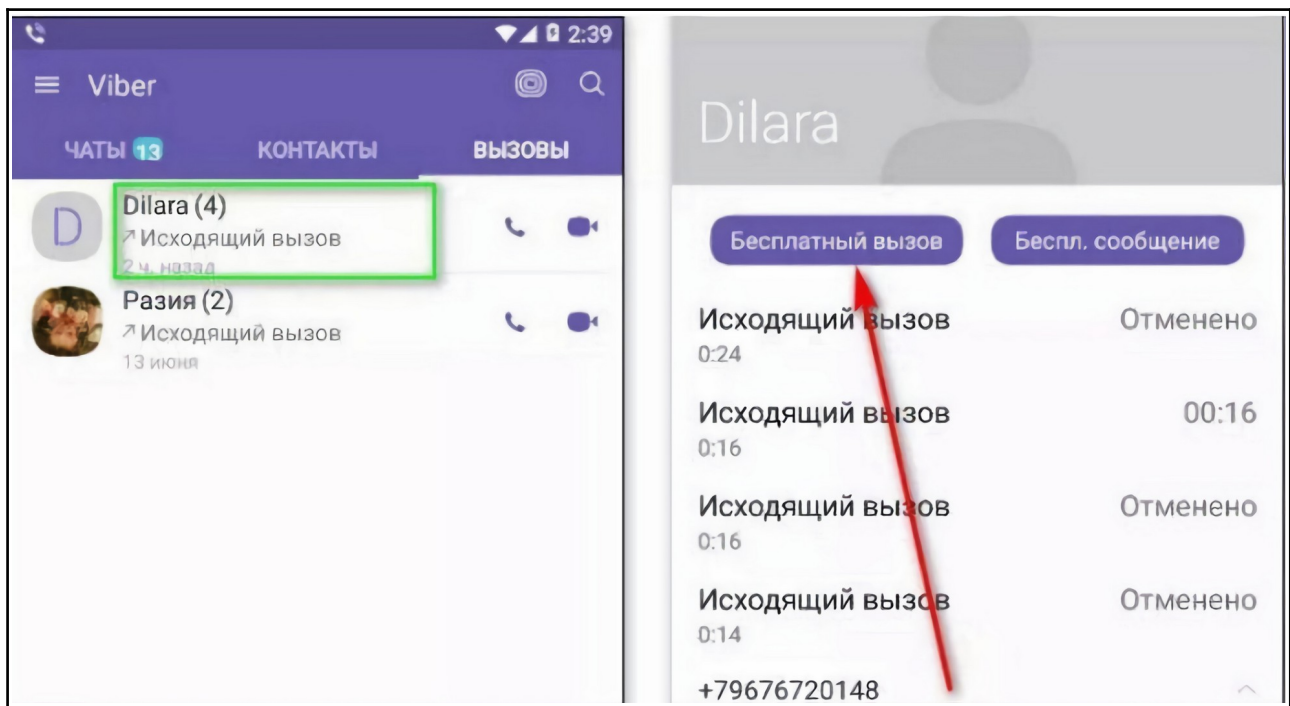 2:39
Viber
ЧАТЫ 13 КОНТАКТЫ ВЫЗОВЫ
D
Dilara (4)
Исходящий вызов
2 ч. назад
Разия (2)
Исходящий вызов
13 июня
Dilara
Бесплатный вызов Беспл. сообщение
Исходящий вызов Отменено
0:24
Исходящий вызов 00:16
0:16
Исходящий вызов Отменено
0:16
Исходящий вызов Отменено
0:14
+79676720148